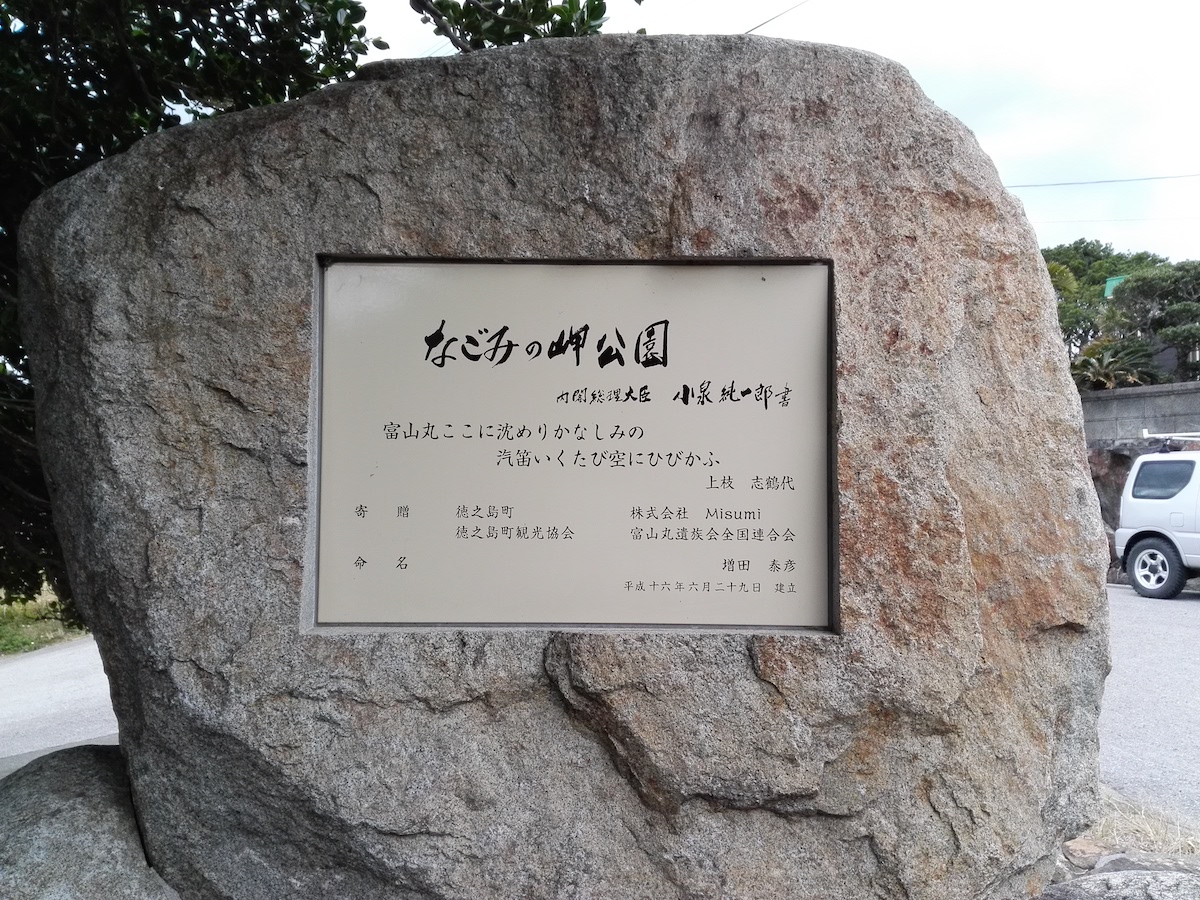 なごみの岬公園
内閣総理大臣 小泉純一郎書
富山丸ここに沈めりかなしみの
汽笛いくたび空にひびかふ
上枝 志鶴代
寄贈 徳之島町 株式会社 Misumi
徳之島町観光協会 富山丸遺族会全国連合会
命名 増田 泰彦
平成十六年六月二十九日 建立